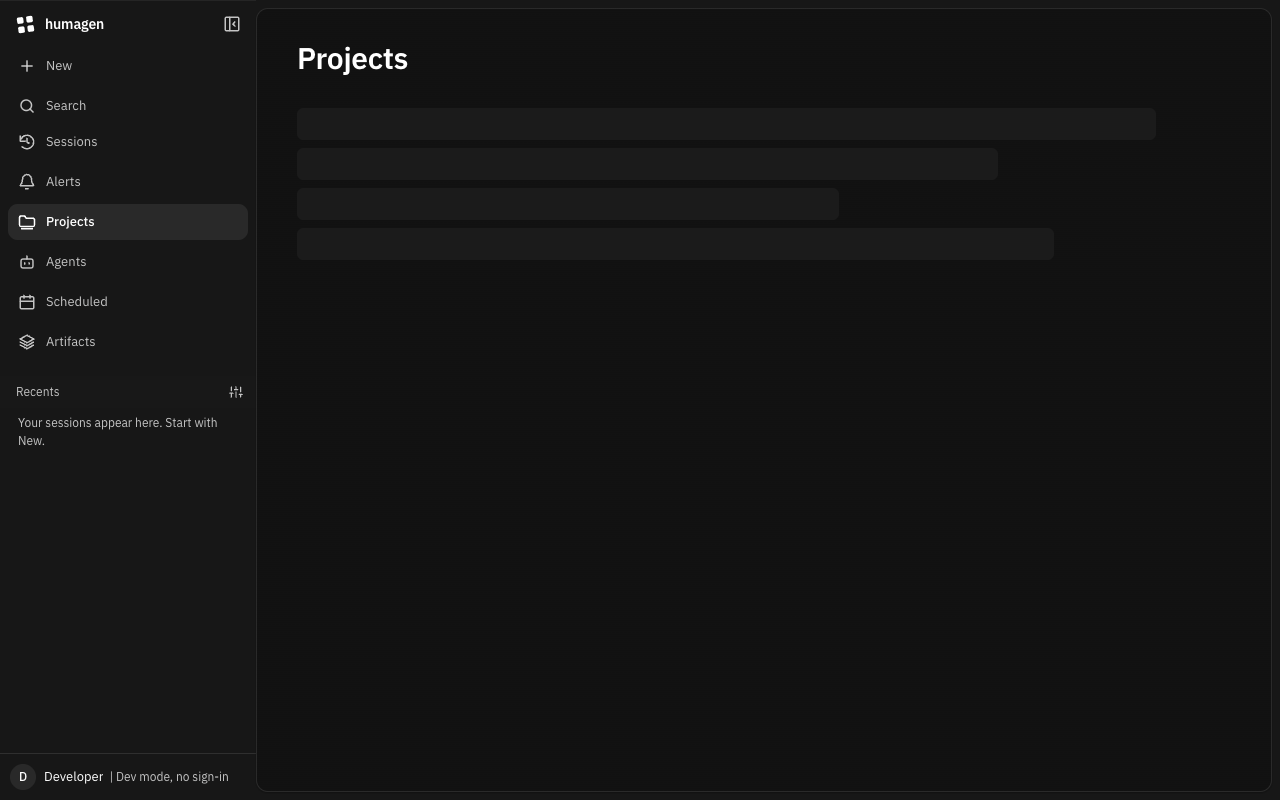 humagen
New
Search
Sessions
Alerts
Projects
Agents
Scheduled
Artifacts
Recents
Your sessions appear here. Start with
New.
D
Developer | Dev mode, no sign-in
Projects